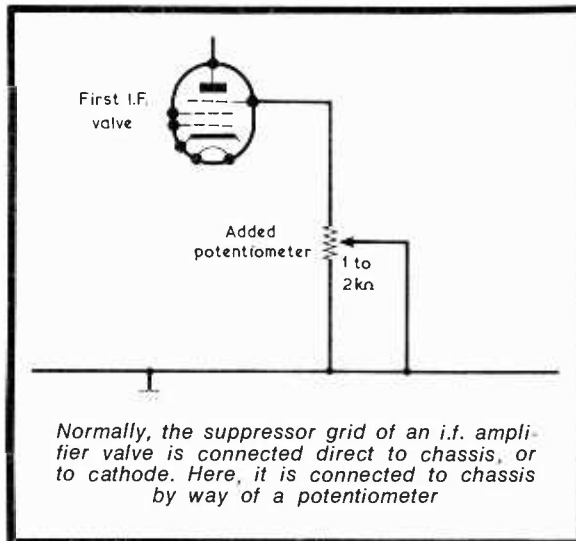 First I.F.
valve
Added
potentiometer
1 to
2kΩ
Normally, the suppressor grid of an i.f. ampli-
fier valve is connected direct to chassis, or
to cathode. Here, it is connected to chassis
by way of a potentiometer